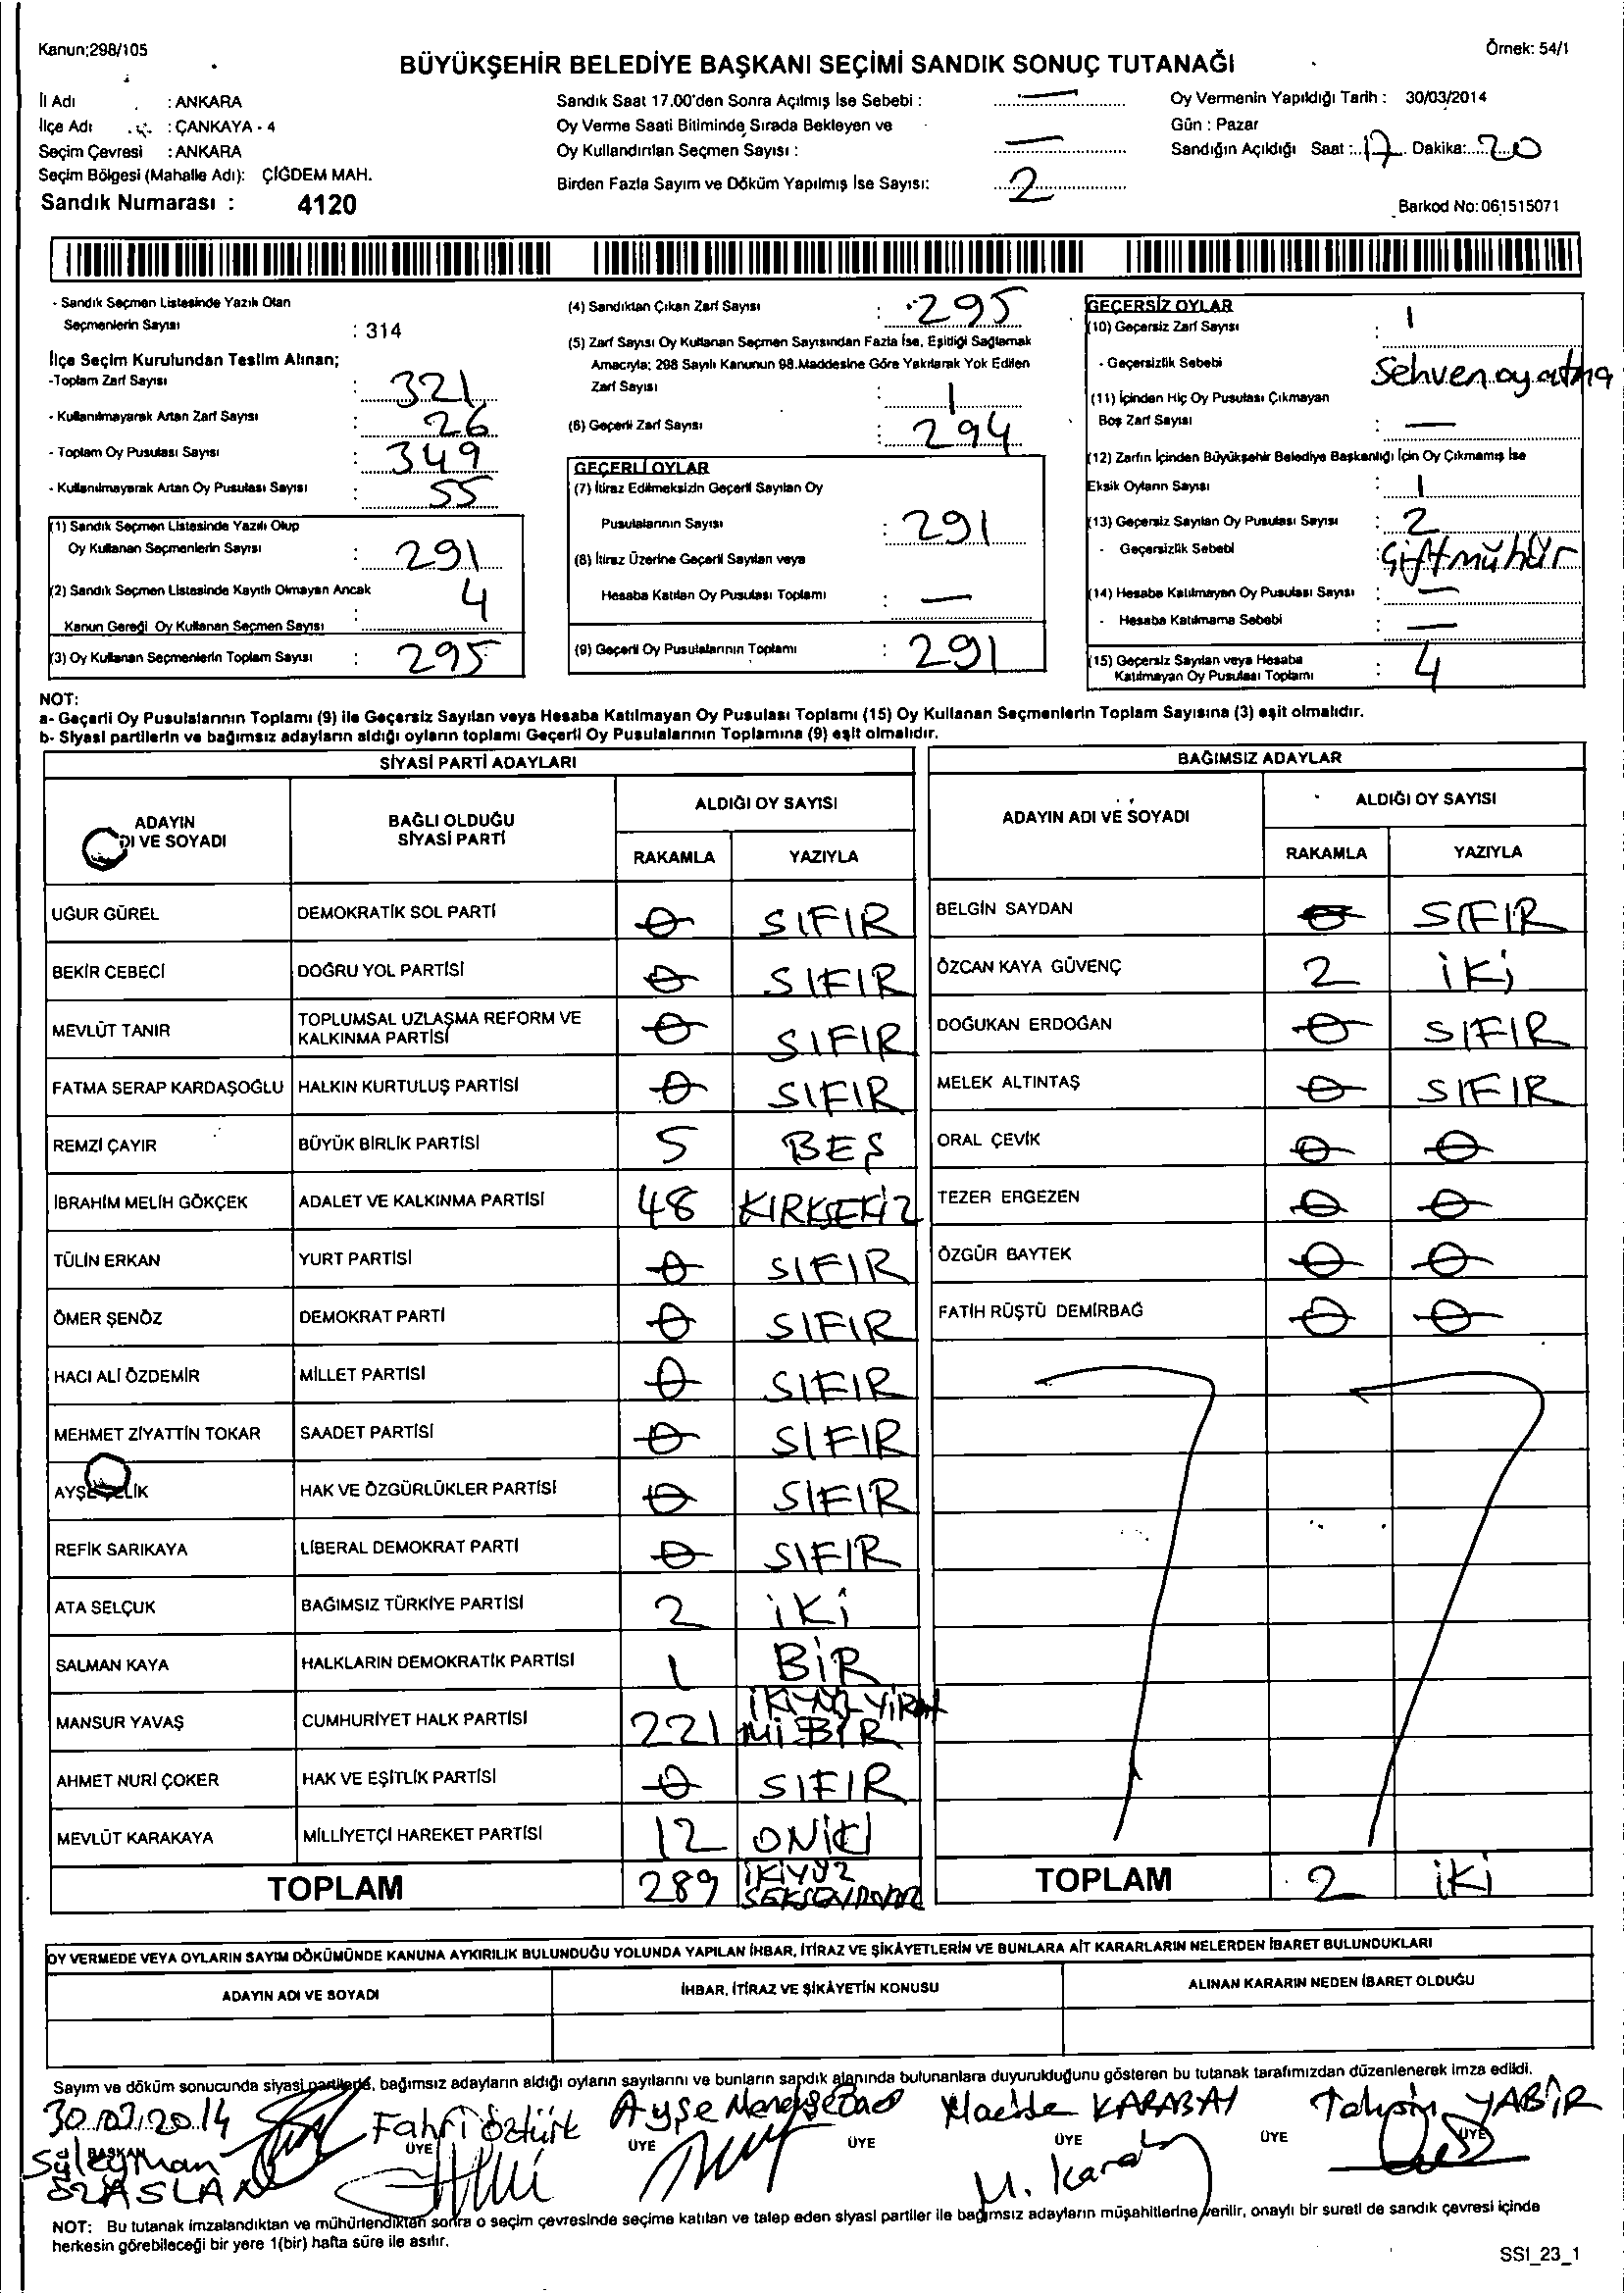 Kanun;298/105
Örnek: 54/1
BÜYÜKŞEHİR BELEDİYE BAŞKANI SEÇİMİ SANDIK SONUÇ TUTANAĞI
İl Adı : ANKARA
İlçe Adı : ÇANKAYA - 4
Seçim Çevresi : ANKARA
Seçim Bölgesi (Mahalle Adı): ÇİĞDEM MAH.
Sandık Numarası : 4120
Sandık Saat 17.00'den Sonra Açılmış İse Sebebi : —
Oy Verme Saati Bitiminde Sırada Bekleyen ve
Oy Kullandırılan Seçmen Sayısı : —
Birden Fazla Sayım ve Döküm Yapılmış İse Sayısı: 2
Oy Vermenin Yapıldığı Tarih : 30/03/2014
Gün : Pazar
Sandığın Açıldığı Saat : 17 Dakika: 20
Barkod No: 061515071
- Sandık Seçmen Listesinde Yazılı Olan
Seçmenlerin Sayısı : 314
İlçe Seçim Kurulundan Teslim Alınan;
-Toplam Zarf Sayısı : 321
- Kullanılmayarak Artan Zarf Sayısı : 26
- Toplam Oy Pusulası Sayısı : 349
- Kullanılmayarak Artan Oy Pusulası Sayısı : 55
(1) Sandık Seçmen Listesinde Yazılı Olup
Oy Kullanan Seçmenlerin Sayısı : 291
(2) Sandık Seçmen Listesinde Kayıtlı Olmayan Ancak
Kanun Gereği Oy Kullanan Seçmen Sayısı : 4
(3) Oy Kullanan Seçmenlerin Toplam Sayısı : 295
(4) Sandıktan Çıkan Zarf Sayısı : 295
(5) Zarf Sayısı Oy Kullanan Seçmen Sayısından Fazla İse, Eşitliği Sağlamak
Amacıyla; 298 Sayılı Kanunun 98.Maddesine Göre Yakılarak Yok Edilen
Zarf Sayısı : 1
(6) Geçerli Zarf Sayısı : 294
GEÇERLİ OYLAR
(7) İtiraz Edilmeksizin Geçerli Sayılan Oy
Pusulalarının Sayısı : 291
(8) İtiraz Üzerine Geçerli Sayılan veya
Hesaba Katılan Oy Pusulası Toplamı : —
(9) Geçerli Oy Pusulalarının Toplamı : 291
GEÇERSİZ OYLAR
(10) Geçersiz Zarf Sayısı : 1
- Geçersizlik Sebebi : Sehven oy atma
(11) İçinden Hiç Oy Pusulası Çıkmayan
Boş Zarf Sayısı : —
(12) Zarfın İçinden Büyükşehir Belediye Başkanlığı İçin Oy Çıkmamış İse
Eksik Oyların Sayısı : 1
(13) Geçersiz Sayılan Oy Pusulası Sayısı : 2
- Geçersizlik Sebebi : Çift mühür
(14) Hesaba Katılmayan Oy Pusulası Sayısı : —
- Hesaba Katılmama Sebebi : —
(15) Geçersiz Sayılan veya Hesaba
Katılmayan Oy Pusulası Toplamı : 4
NOT:
a- Geçerli Oy Pusulalarının Toplamı (9) ile Geçersiz Sayılan veya Hesaba Katılmayan Oy Pusulası Toplamı (15) Oy Kullanan Seçmenlerin Toplam Sayısına (3) eşit olmalıdır.
b- Siyasi partilerin ve bağımsız adayların aldığı oyların toplamı Geçerli Oy Pusulalarının Toplamına (9) eşit olmalıdır.
SİYASİ PARTİ ADAYLARI
ADAYIN ADI VE SOYADI BAĞLI OLDUĞU SİYASİ PARTİ ALDIĞI OY SAYISI
RAKAMLA YAZIYLA
UĞUR GÜREL DEMOKRATİK SOL PARTİ 0 SIFIR
BEKİR CEBECİ DOĞRU YOL PARTİSİ 0 SIFIR
MEVLÜT TANIR TOPLUMSAL UZLAŞMA REFORM VE KALKINMA PARTİSİ 0 SIFIR
FATMA SERAP KARDAŞOĞLU HALKIN KURTULUŞ PARTİSİ 0 SIFIR
REMZİ ÇAYIR BÜYÜK BİRLİK PARTİSİ 5 BEŞ
İBRAHİM MELİH GÖKÇEK ADALET VE KALKINMA PARTİSİ 48 KIRKSEKİZ
TÜLİN ERKAN YURT PARTİSİ 0 SIFIR
ÖMER ŞENÖZ DEMOKRAT PARTİ 0 SIFIR
HACI ALİ ÖZDEMİR MİLLET PARTİSİ 0 SIFIR
MEHMET ZİYATTİN TOKAR SAADET PARTİSİ 0 SIFIR
AYŞE ÇELİK HAK VE ÖZGÜRLÜKLER PARTİSİ 0 SIFIR
REFİK SARIKAYA LİBERAL DEMOKRAT PARTİ 0 SIFIR
ATA SELÇUK BAĞIMSIZ TÜRKİYE PARTİSİ 2 İKİ
SALMAN KAYA HALKLARIN DEMOKRATİK PARTİSİ 1 BİR
MANSUR YAVAŞ CUMHURİYET HALK PARTİSİ 221 İKİYÜZ YİRMİ BİR
AHMET NURİ ÇOKER HAK VE EŞİTLİK PARTİSİ 0 SIFIR
MEVLÜT KARAKAYA MİLLİYETÇİ HAREKET PARTİSİ 12 ONİKİ
TOPLAM 289 İKİYÜZ SEKSENDOKUZ
BAĞIMSIZ ADAYLAR
ADAYIN ADI VE SOYADI ALDIĞI OY SAYISI
RAKAMLA YAZIYLA
BELGİN SAYDAN 0 SIFIR
ÖZCAN KAYA GÜVENÇ 2 İKİ
DOĞUKAN ERDOĞAN 0 SIFIR
MELEK ALTINTAŞ 0 SIFIR
ORAL ÇEVİK 0 0
TEZER ERGEZEN 0 0
ÖZGÜR BAYTEK 0 0
FATİH RÜŞTÜ DEMİRBAĞ 0 0
TOPLAM 2 İKİ
OY VERMEDE VEYA OYLARIN SAYIM DÖKÜMÜNDE KANUNA AYKIRILIK BULUNDUĞU YOLUNDA YAPILAN İHBAR, İTİRAZ VE ŞİKÂYETLERİN VE BUNLARA AİT KARARLARIN NELERDEN İBARET BULUNDUKLARI
ADAYIN ADI VE SOYADI İHBAR, İTİRAZ VE ŞİKÂYETİN KONUSU ALINAN KARARIN NEDEN İBARET OLDUĞU
Sayım ve döküm sonucunda siyasi partilerle, bağımsız adayların aldığı oyların sayılarını ve bunların sandık alanında bulunanlara duyurulduğunu gösteren bu tutanak tarafımızdan düzenlenerek imza edildi.
30.03.2014 Fahri Öztürk Ayşe Macide KARABAY Tahsin YABİR
BAŞKAN ÜYE ÜYE ÜYE ÜYE ÜYE ÜYE
Süleyman
ÖZASLAN M. Kara
NOT: Bu tutanak imzalandıktan ve mühürlendikten sonra o seçim çevresinde seçime katılan ve talep eden siyasi partiler ile bağımsız adayların müşahitlerine verilir, onaylı bir sureti de sandık çevresi içinde
herkesin görebileceği bir yere 1(bir) hafta süre ile asılır.
SSI_23_1